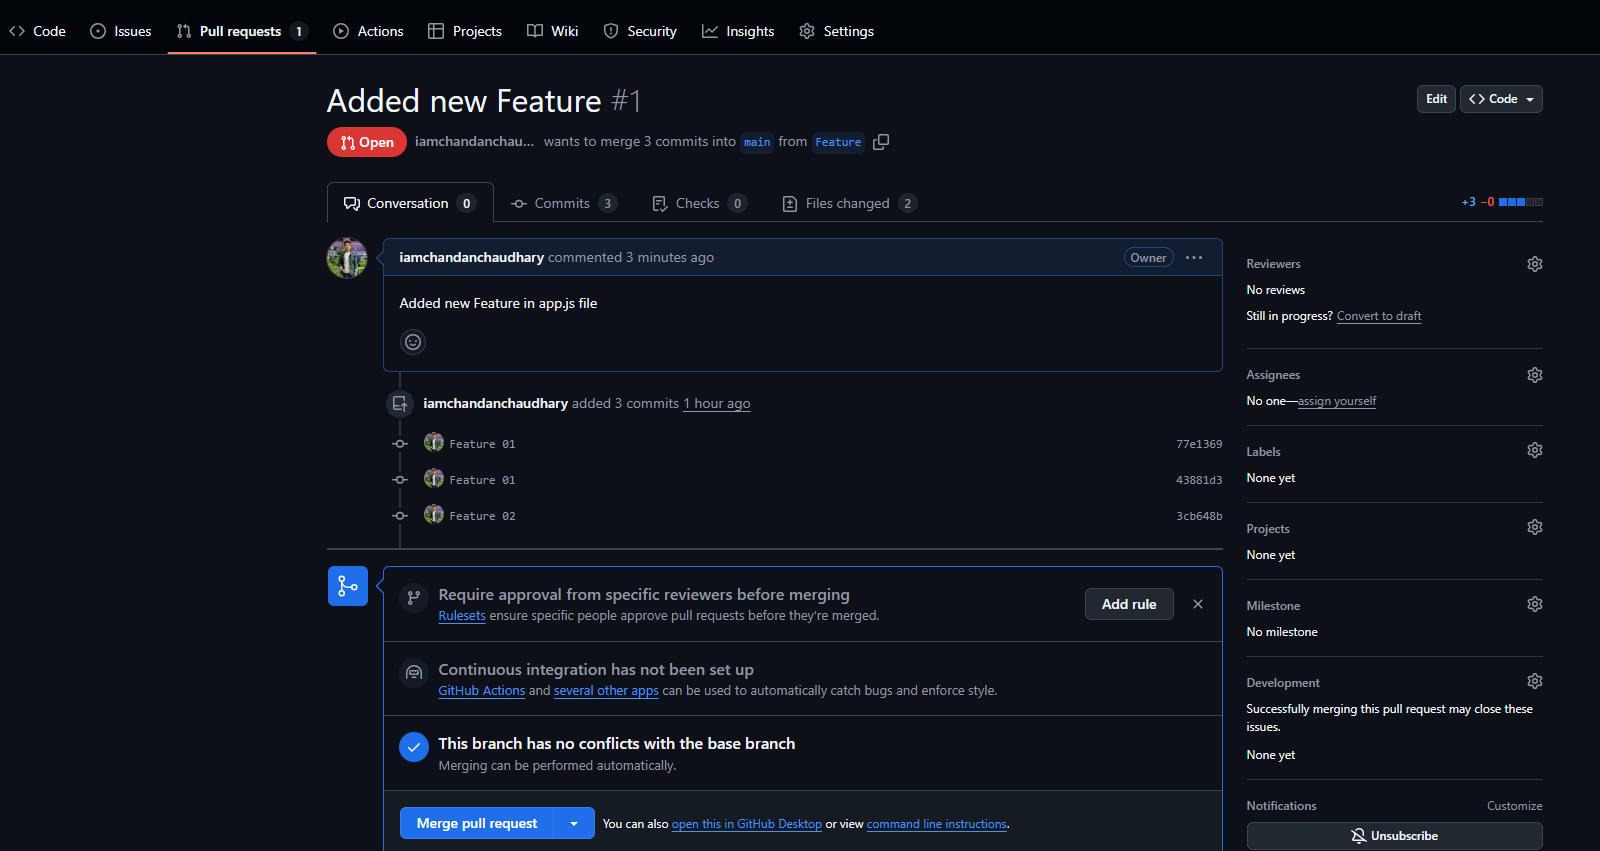 Code Issues Pull requests 1 Actions Projects Wiki Security Insights Settings
Added new Feature #1
Edit Code
Open iamchandanchau... wants to merge 3 commits into main from Feature
Conversation 0 Commits 3 Checks 0 Files changed 2 +3 −0
iamchandanchaudhary commented 3 minutes ago Owner ...
Added new Feature in app.js file
iamchandanchaudhary added 3 commits 1 hour ago
Feature 01 77e1369
Feature 01 43881d3
Feature 02 3cb648b
Require approval from specific reviewers before merging
Rulesets ensure specific people approve pull requests before they're merged.
Add rule
Continuous integration has not been set up
GitHub Actions and several other apps can be used to automatically catch bugs and enforce style.
This branch has no conflicts with the base branch
Merging can be performed automatically.
Merge pull request You can also open this in GitHub Desktop or view command line instructions.
Reviewers
No reviews
Still in progress? Convert to draft
Assignees
No one—assign yourself
Labels
None yet
Projects
None yet
Milestone
No milestone
Development
Successfully merging this pull request may close these
issues.
None yet
Notifications Customize
Unsubscribe